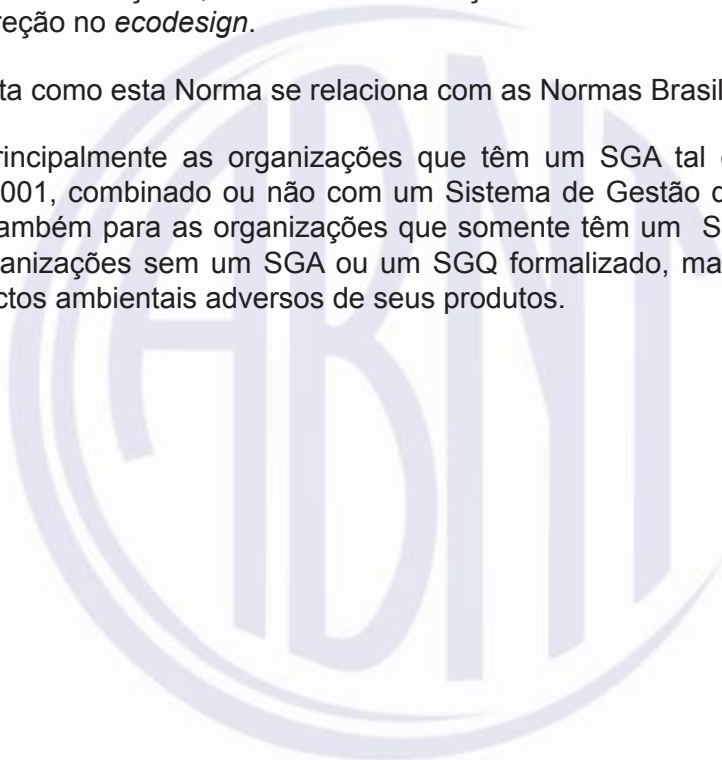 reção no ecodesign.
ta como esta Norma se relaciona com as Normas Brasil
rincipalmente as organizações que têm um SGA tal
001, combinado ou não com um Sistema de Gestão
ambém para as organizações que somente têm um S
anizações sem um SGA ou um SGQ formalizado, ma
ctos ambientais adversos de seus produtos.
ABNT